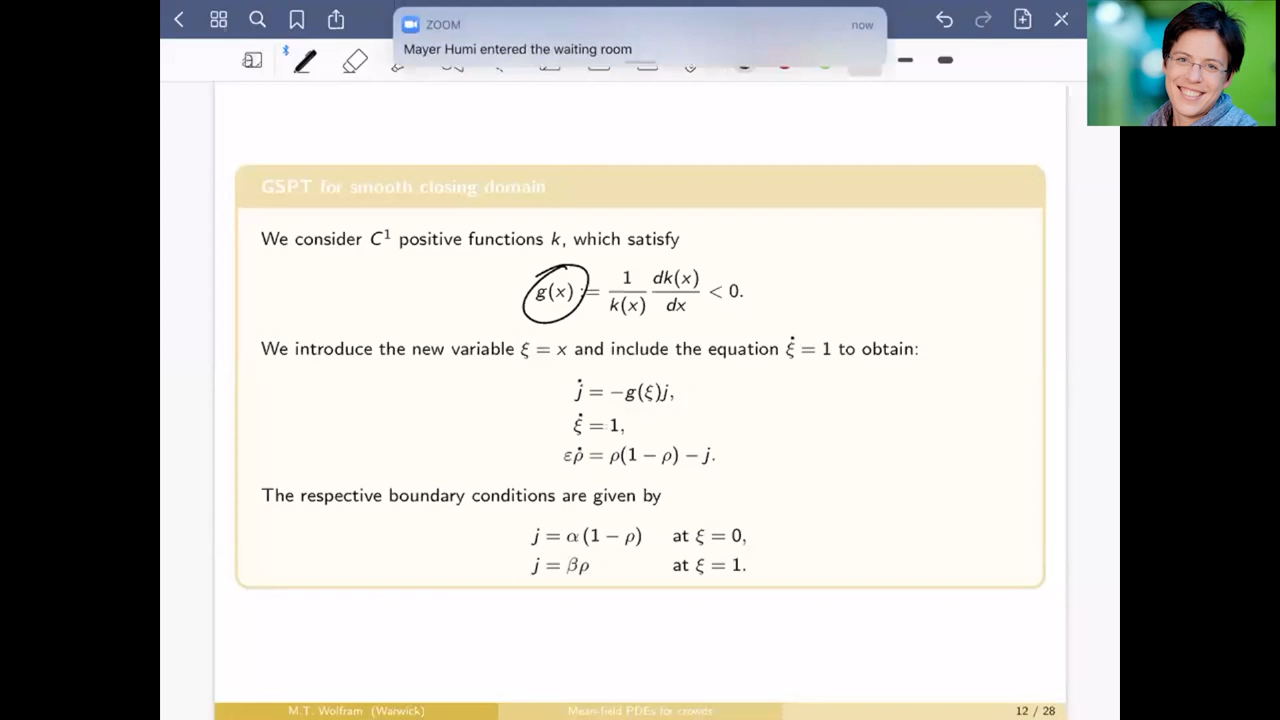 ZOOM now
Mayer Humi entered the waiting room
GSPT for smooth closing domain
We consider C¹ positive functions k, which satisfy
g(x) := 1/k(x) dk(x)/dx < 0.
We introduce the new variable ξ = x and include the equation ξ̇ = 1 to obtain:
j̇ = −g(ξ)j,
ξ̇ = 1,
ερ̇ = ρ(1 − ρ) − j.
The respective boundary conditions are given by
j = α(1 − ρ) at ξ = 0,
j = βρ at ξ = 1.
M.T. Wolfram (Warwick) Mean-field PDEs for crowds 12 / 28